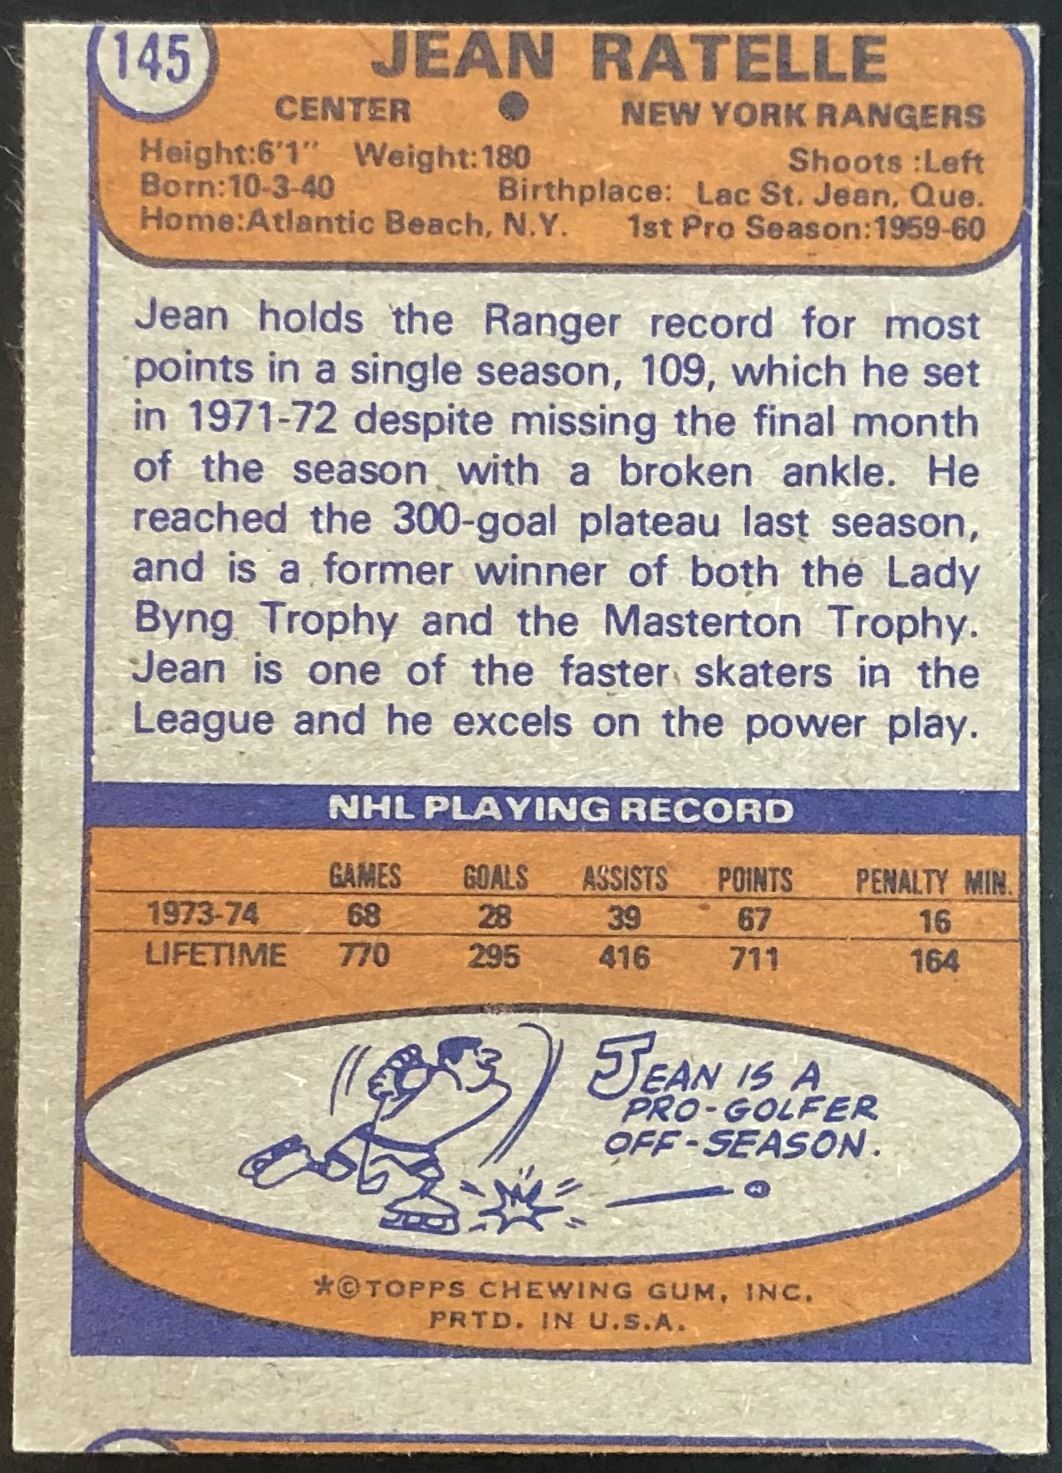 145
JEAN RATELLE
CENTER • NEW YORK RANGERS
Height:6'1" Weight:180 Shoots :Left
Born:10-3-40 Birthplace: Lac St. Jean, Que.
Home:Atlantic Beach, N.Y. 1st Pro Season:1959-60
Jean holds the Ranger record for most
points in a single season, 109, which he set
in 1971-72 despite missing the final month
of the season with a broken ankle. He
reached the 300-goal plateau last season,
and is a former winner of both the Lady
Byng Trophy and the Masterton Trophy.
Jean is one of the faster skaters in the
League and he excels on the power play.
NHL PLAYING RECORD
GAMES GOALS ASSISTS POINTS PENALTY MIN.
1973-74 68 28 39 67 16
LIFETIME 770 295 416 711 164
JEAN IS A
PRO-GOLFER
OFF-SEASON.
*©TOPPS CHEWING GUM, INC.
PRTD. IN U.S.A.